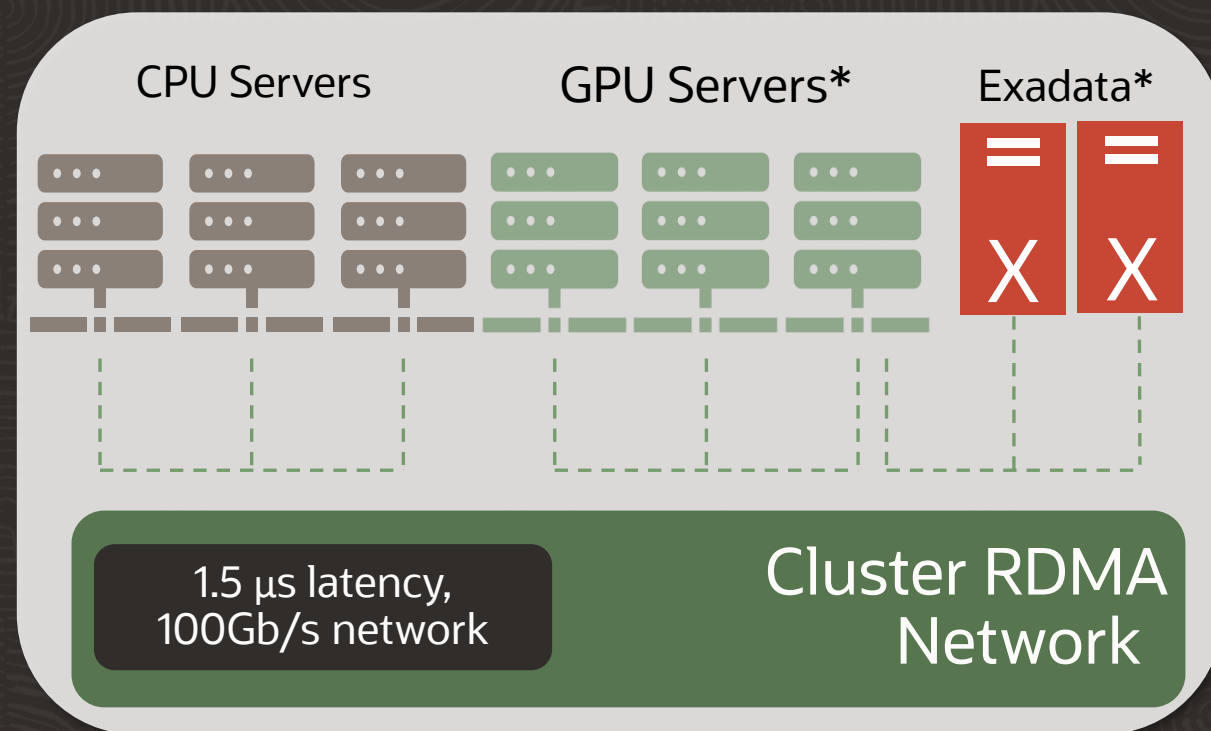 CPU Servers
GPU Servers*
Exadata*
X
X
1.5 µs latency,
100Gb/s network
Cluster RDMA
Network